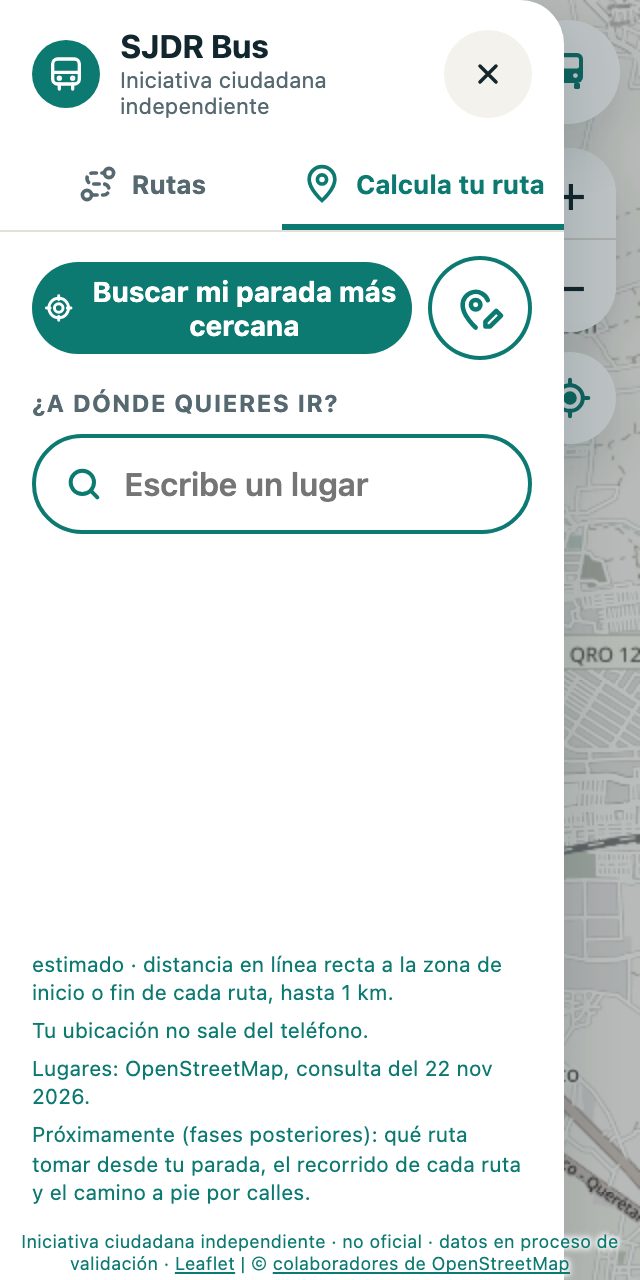 SJDR Bus
Iniciativa ciudadana
independiente
Rutas
Calcula tu ruta
Buscar mi parada más
cercana
¿A DÓNDE QUIERES IR?
Escribe un lugar
QRO 12
estimado · distancia en línea recta a la zona de
inicio o fin de cada ruta, hasta 1 km.
Tu ubicación no sale del teléfono.
Lugares: OpenStreetMap, consulta del 22 nov
2026.
Próximamente (fases posteriores): qué ruta
tomar desde tu parada, el recorrido de cada ruta
y el camino a pie por calles.
Iniciativa ciudadana independiente · no oficial · datos en proceso de
validación · Leaflet | © colaboradores de OpenStreetMap